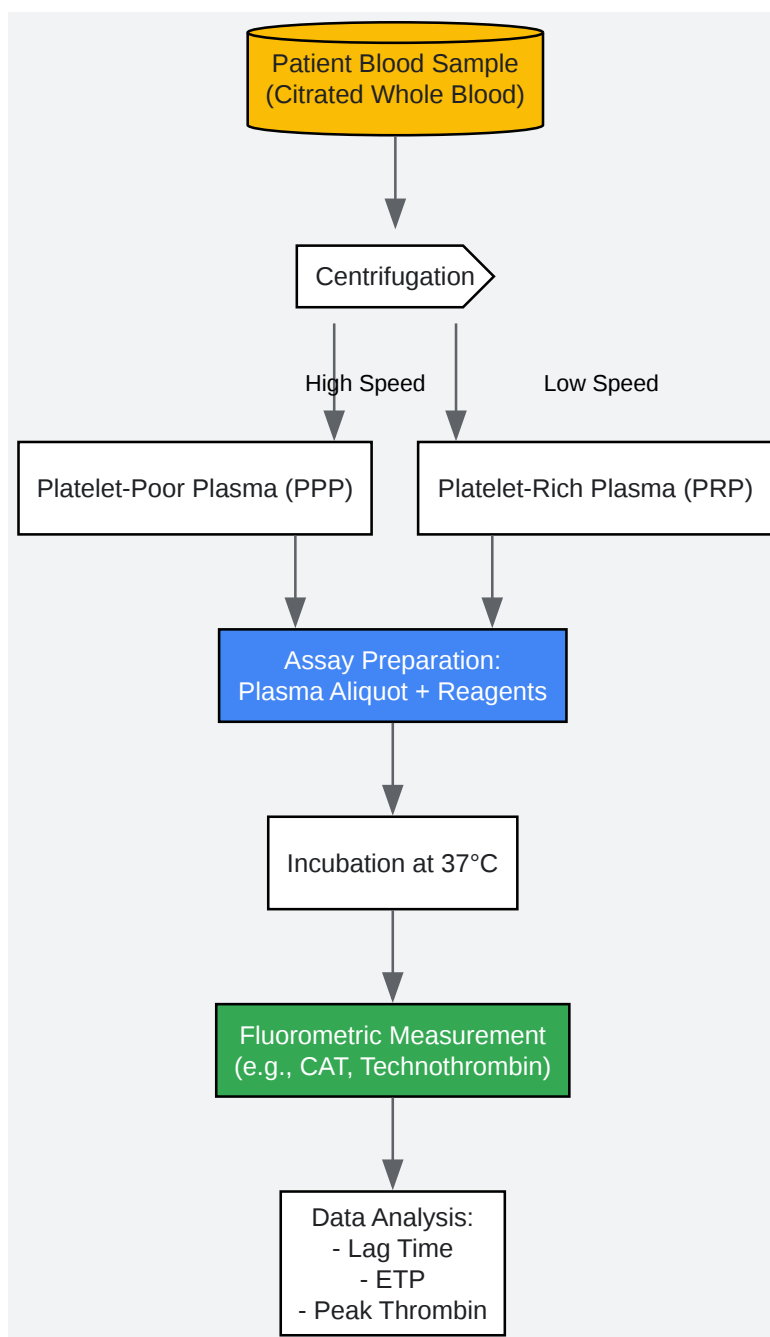 Patient Blood Sample
(Citrated Whole Blood)
Centrifugation
High Speed
Low Speed
Platelet-Poor Plasma (PPP)
Platelet-Rich Plasma (PRP)
Assay Preparation:
Plasma Aliquot + Reagents
Incubation at 37°C
Fluorometric Measurement
(e.g., CAT, Technothrombin)
Data Analysis:
- Lag Time
- ETP
- Peak Thrombin